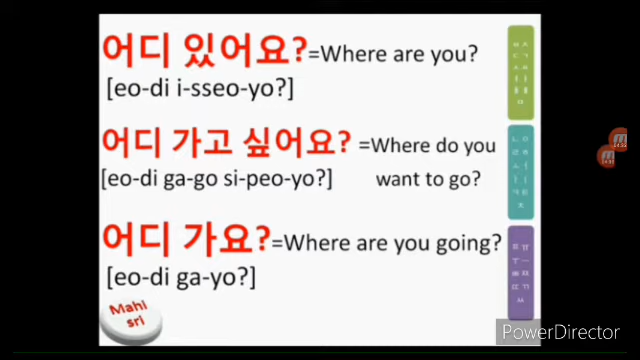 어디 있어요?=Where are you?
[eo-di i-sseo-yo?]
어디 가고 싶어요? =Where do you
[eo-di ga-go si-peo-yo?] want to go?
어디 가요?=Where are you going?
[eo-di ga-yo?]
Mahi
sri
PowerDirector